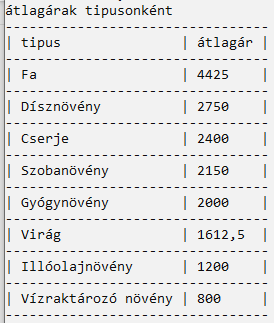 átlagárak tipusonként
--------------------------------
| tipus              | átlagár |
--------------------------------
| Fa                 | 4425    |
--------------------------------
| Dísznövény         | 2750    |
--------------------------------
| Cserje             | 2400    |
--------------------------------
| Szobanövény        | 2150    |
--------------------------------
| Gyógynövény        | 2000    |
--------------------------------
| Virág              | 1612,5  |
--------------------------------
| Illóolajnövény     | 1200    |
--------------------------------
| Vízraktározó növény | 800     |
--------------------------------